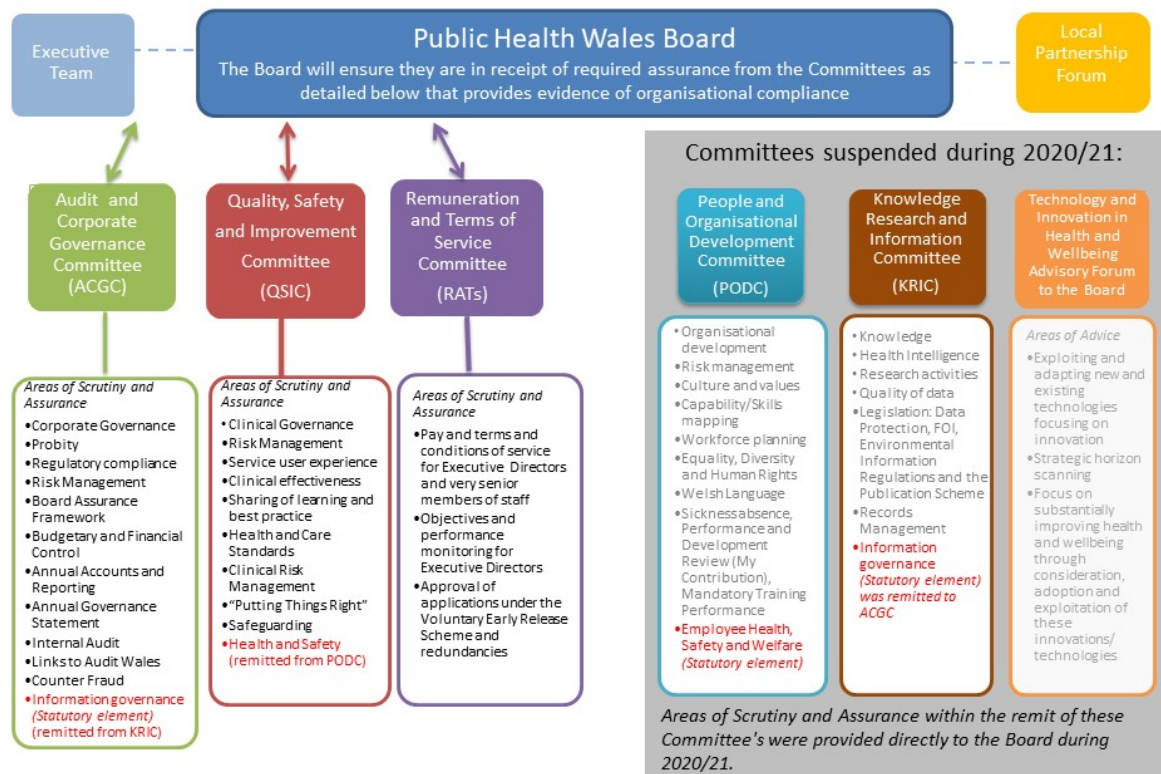 Executive
Team
Public Health Wales Board
The Board will ensure they are in receipt of required assurance from the Committees as
detailed below that provides evidence of organisational compliance
Local
Partnership
Forum
Audit and
Corporate
Governance
Committee
(ACGC)
Quality, Safety
and Improvement
Committee
(QSIC)
Remuneration
and Terms of
Service
Committee
(RATs)
Areas of Scrutiny and
Assurance
•Corporate Governance
•Probity
•Regulatory compliance
•Risk Management
•Board Assurance
Framework
•Budgetary and Financial
Control
•Annual Accounts and
Reporting
•Annual Governance
Statement
•Internal Audit
•Links to Audit Wales
•Counter Fraud
•Information governance
(Statutory element)
(remitted from KRIC)
Areas of Scrutiny and
Assurance
•Clinical Governance
•Risk Management
•Service user experience
•Clinical effectiveness
•Sharing of learning and
best practice
•Health and Care
Standards
•Clinical Risk
Management
•“Putting Things Right”
•Safeguarding
•Health and Safety
(remitted from PODC)
Areas of Scrutiny and
Assurance
•Pay and terms and
conditions of service
for Executive Directors
and very senior
members of staff
•Objectives and
performance
monitoring for
Executive Directors
•Approval of
applications under the
Voluntary Early Release
Scheme and
redundancies
Committees suspended during 2020/21:
People and
Organisational
Development
Committee
(PODC)
Knowledge
Research and
Information
Committee
(KRIC)
Technology and
Innovation in
Health and
Wellbeing
Advisory Forum
to the Board
•Organisational
development
•Risk management
•Culture and values
•Capability/Skills
mapping
•Workforce planning
•Equality, Diversity
and Human Rights
•Welsh Language
•Sickness absence,
Performance and
Development
Review (My
Contribution),
Mandatory Training
Performance
•Employee Health,
Safety and Welfare
(Statutory element)
•Knowledge
•Health Intelligence
•Research activities
•Quality of data
•Legislation: Data
Protection, FOI,
Environmental
Information
Regulations and the
Publication Scheme
•Records
Management
•Information
governance
(Statutory element)
was remitted to
ACGC
Areas of Advice
•Exploiting and
adapting new and
existing
technologies
focusing on
innovation
•Strategic horizon
scanning
•Focus on
substantially
improving health
and wellbeing
through
consideration,
adoption and
exploitation of
these
innovations/
technologies
Areas of Scrutiny and Assurance within the remit of these
Committee's were provided directly to the Board during
2020/21.